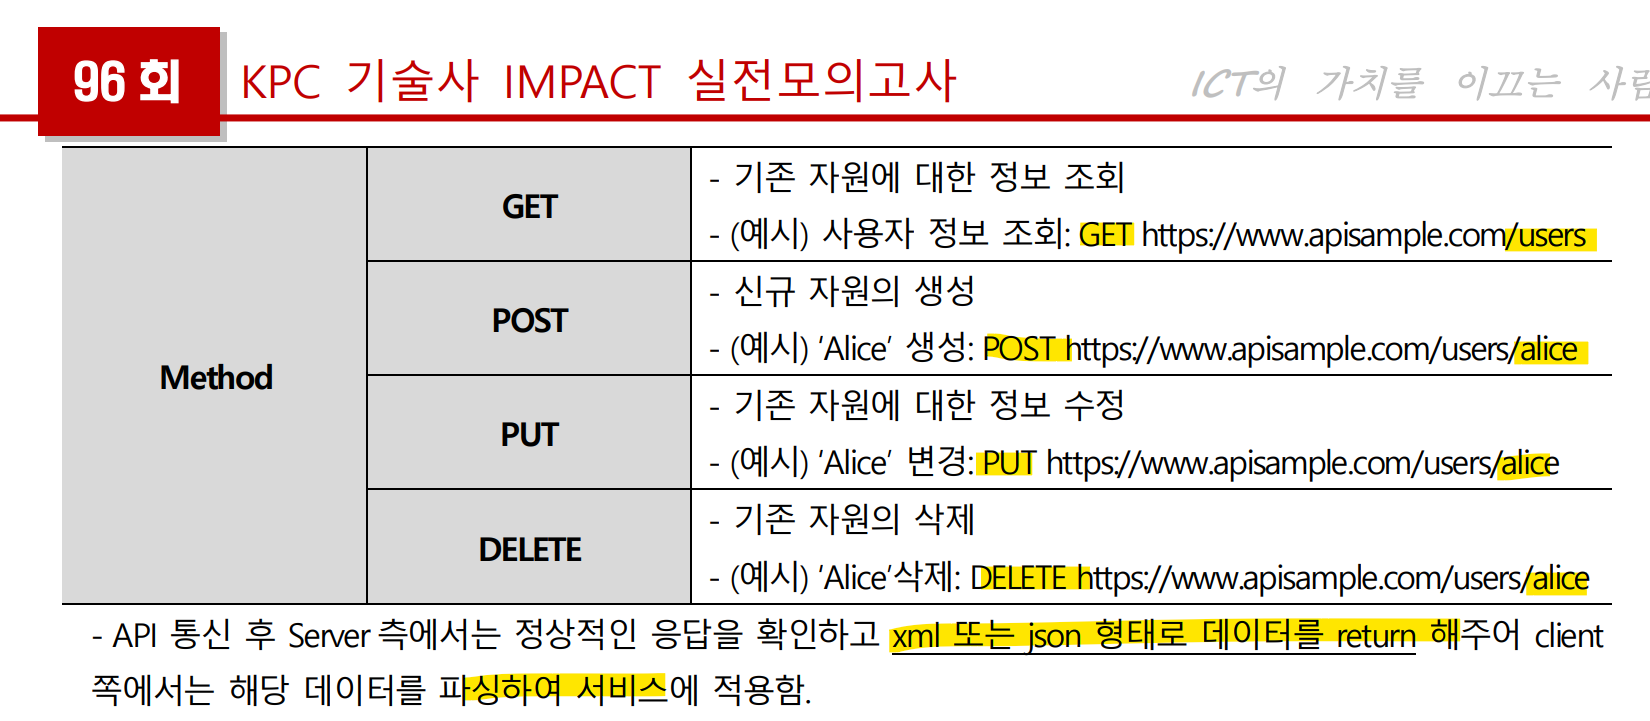 96 회
KPC 기술사 IMPACT 실전모의고사
ICT의 가치를 이끄는
Method
GET
- 기존 자원에 대한 정보 조회
- (예시) 사용자 정보 조회: GET https://www.apisample.com/users
POST
- 신규 자원의 생성
- (예시) ‘Alice’ 생성: POST https://www.apisample.com/users/alice
PUT
- 기존 자원에 대한 정보 수정
- (예시) ‘Alice’ 변경: PUT https://www.apisample.com/users/alice
DELETE
- 기존 자원의 삭제
- (예시) ‘Alice’삭제: DELETE https://www.apisample.com/users/alice
- API 통신 후 Server 측에서는 정상적인 응답을 확인하고 xml 또는 json 형태로 데이터를 return 해주어 client
쪽에서는 해당 데이터를 파싱하여 서비스에 적용함.